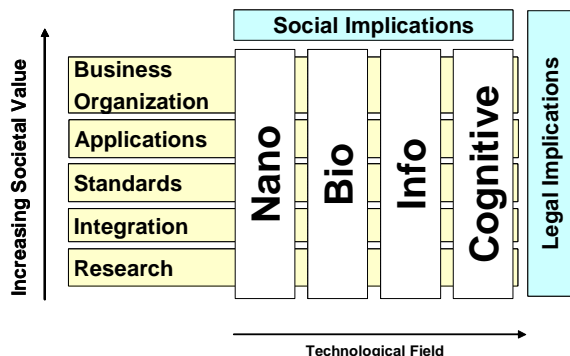 Social Implications
Increasing Societal Value
Business
Organization
Applications
Standards
Integration
Research
Nano
Bio
Info
Cognitive
Legal Implications
Technological Field